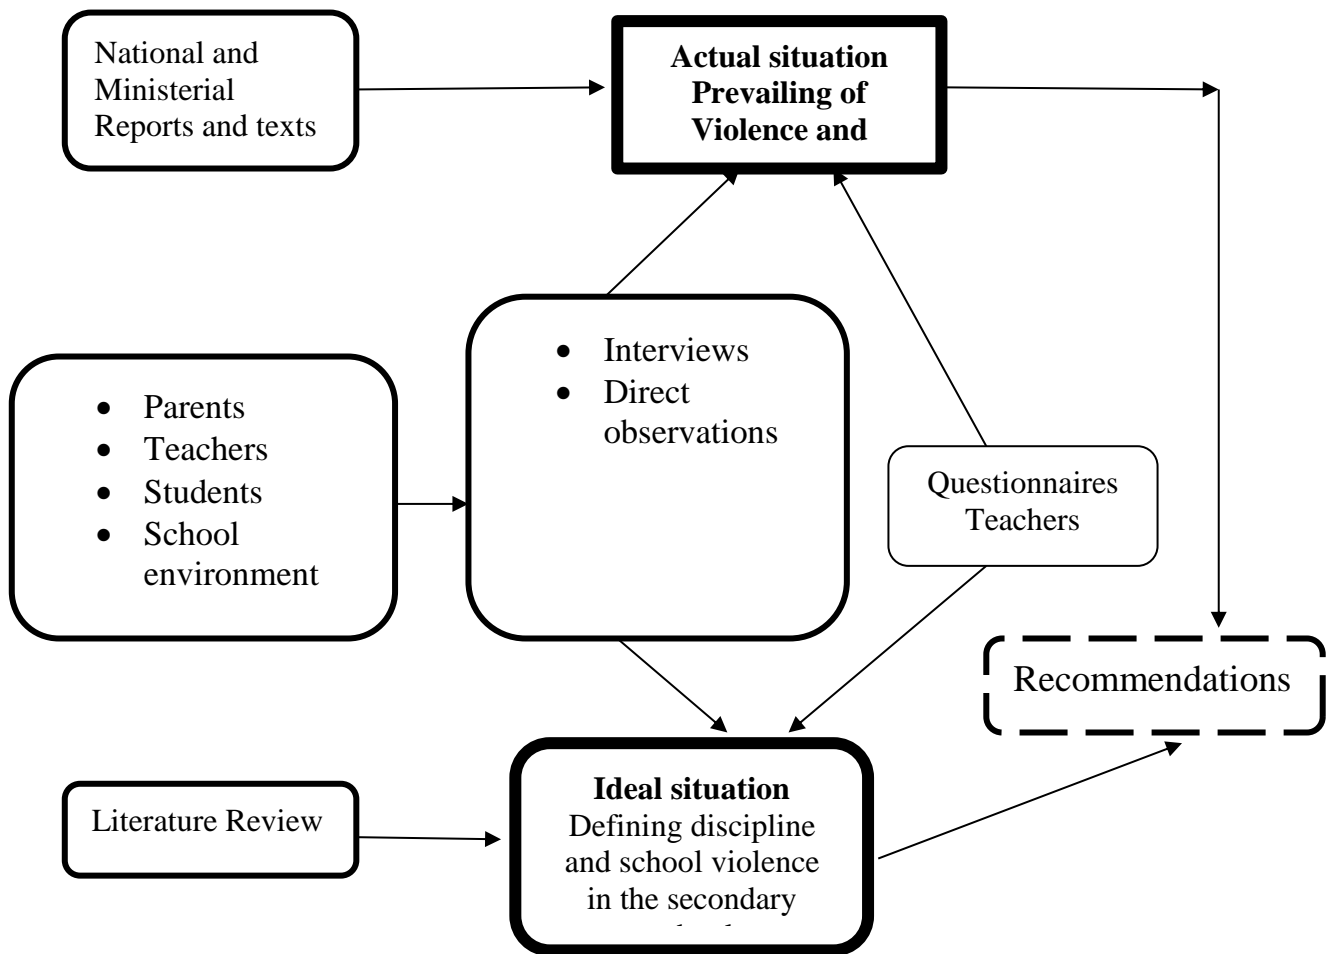 National and
Ministerial
Reports and texts
Actual situation
Prevailing of
Violence and
• Interviews
• Direct
observations
• Parents
• Teachers
• Students
• School
environment
Questionnaires
Teachers
Recommendations
Literature Review
Ideal situation
Defining discipline
and school violence
in the secondary